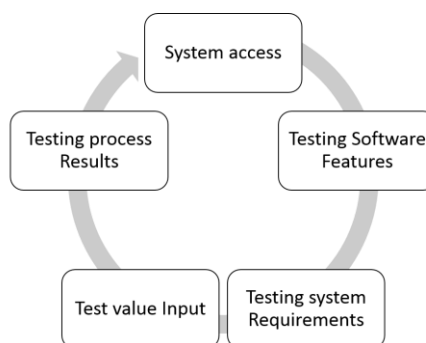 System access
Testing Software
Features
Testing system
Requirements
Test value Input
Testing process
Results